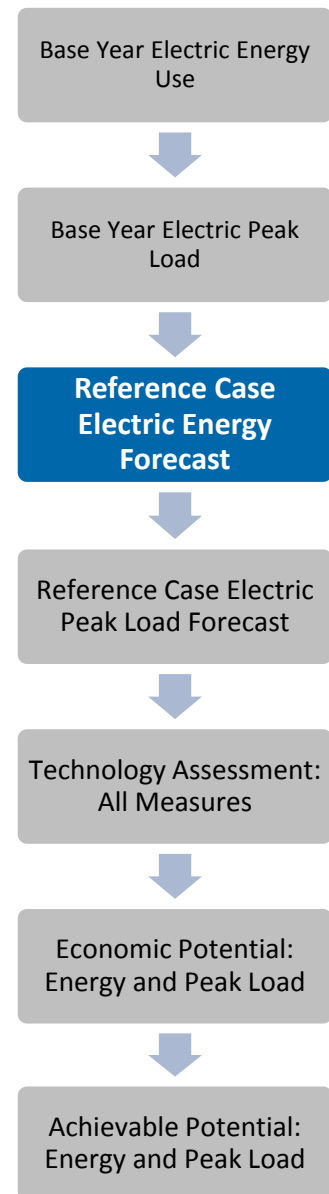 Base Year Electric Energy
Use
Base Year Electric Peak
Load
Reference Case
Electric Energy
Forecast
Reference Case Electric
Peak Load Forecast
Technology Assessment:
All Measures
Economic Potential:
Energy and Peak Load
Achievable Potential:
Energy and Peak Load